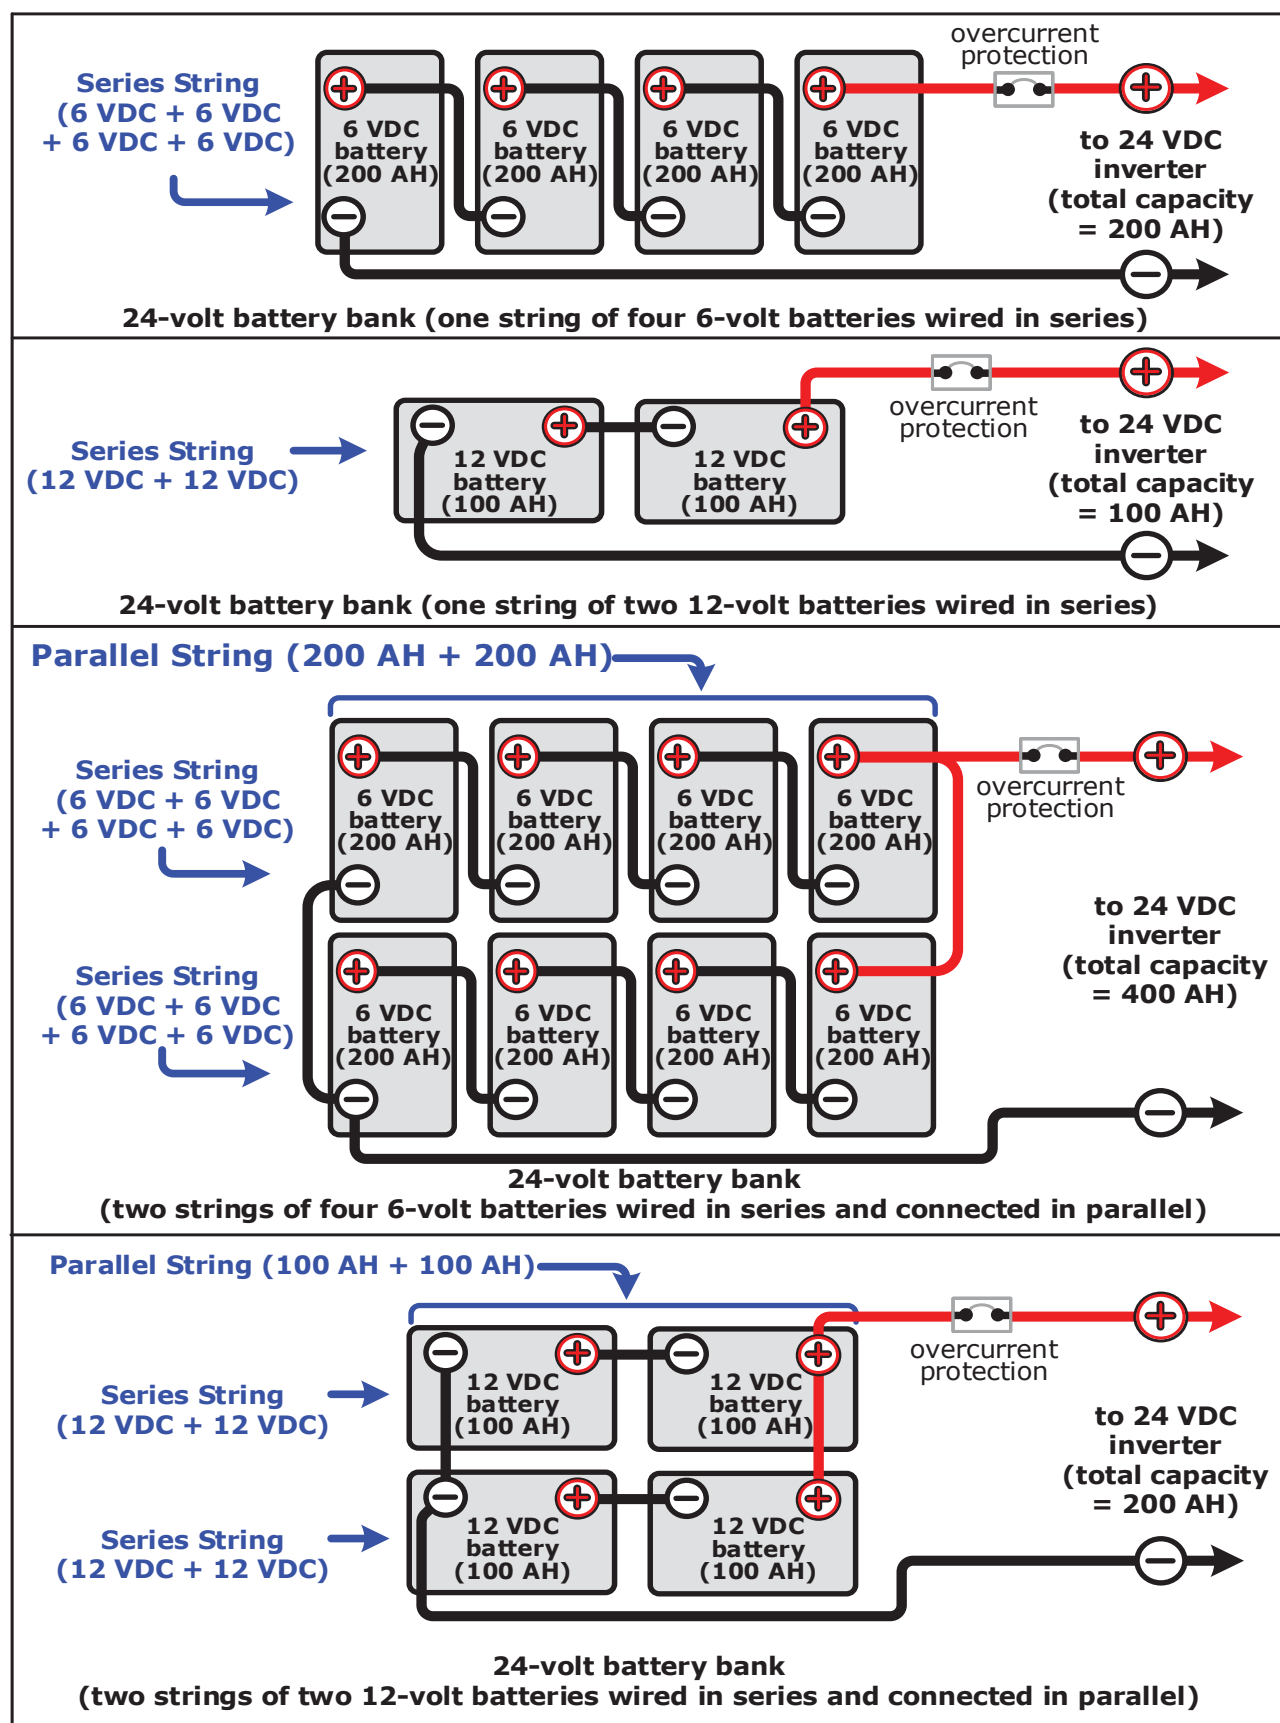 overcurrent
protection
Series String
(6 VDC + 6 VDC
+ 6 VDC + 6 VDC)
6 VDC
battery
(200 AH)
6 VDC
battery
(200 AH)
6 VDC
battery
(200 AH)
6 VDC
battery
(200 AH)
to 24 VDC
inverter
(total capacity
= 200 AH)
24-volt battery bank (one string of four 6-volt batteries wired in series)
overcurrent
protection
Series String
(12 VDC + 12 VDC)
12 VDC
battery
(100 AH)
12 VDC
battery
(100 AH)
to 24 VDC
inverter
(total capacity
= 100 AH)
24-volt battery bank (one string of two 12-volt batteries wired in series)
Parallel String (200 AH + 200 AH)
Series String
(6 VDC + 6 VDC
+ 6 VDC + 6 VDC)
6 VDC
battery
(200 AH)
6 VDC
battery
(200 AH)
6 VDC
battery
(200 AH)
6 VDC
battery
(200 AH)
overcurrent
protection
Series String
(6 VDC + 6 VDC
+ 6 VDC + 6 VDC)
6 VDC
battery
(200 AH)
6 VDC
battery
(200 AH)
6 VDC
battery
(200 AH)
6 VDC
battery
(200 AH)
to 24 VDC
inverter
(total capacity
= 400 AH)
24-volt battery bank
(two strings of four 6-volt batteries wired in series and connected in parallel)
Parallel String (100 AH + 100 AH)
overcurrent
protection
Series String
(12 VDC + 12 VDC)
12 VDC
battery
(100 AH)
12 VDC
battery
(100 AH)
to 24 VDC
inverter
(total capacity
= 200 AH)
Series String
(12 VDC + 12 VDC)
12 VDC
battery
(100 AH)
12 VDC
battery
(100 AH)
24-volt battery bank
(two strings of two 12-volt batteries wired in series and connected in parallel)